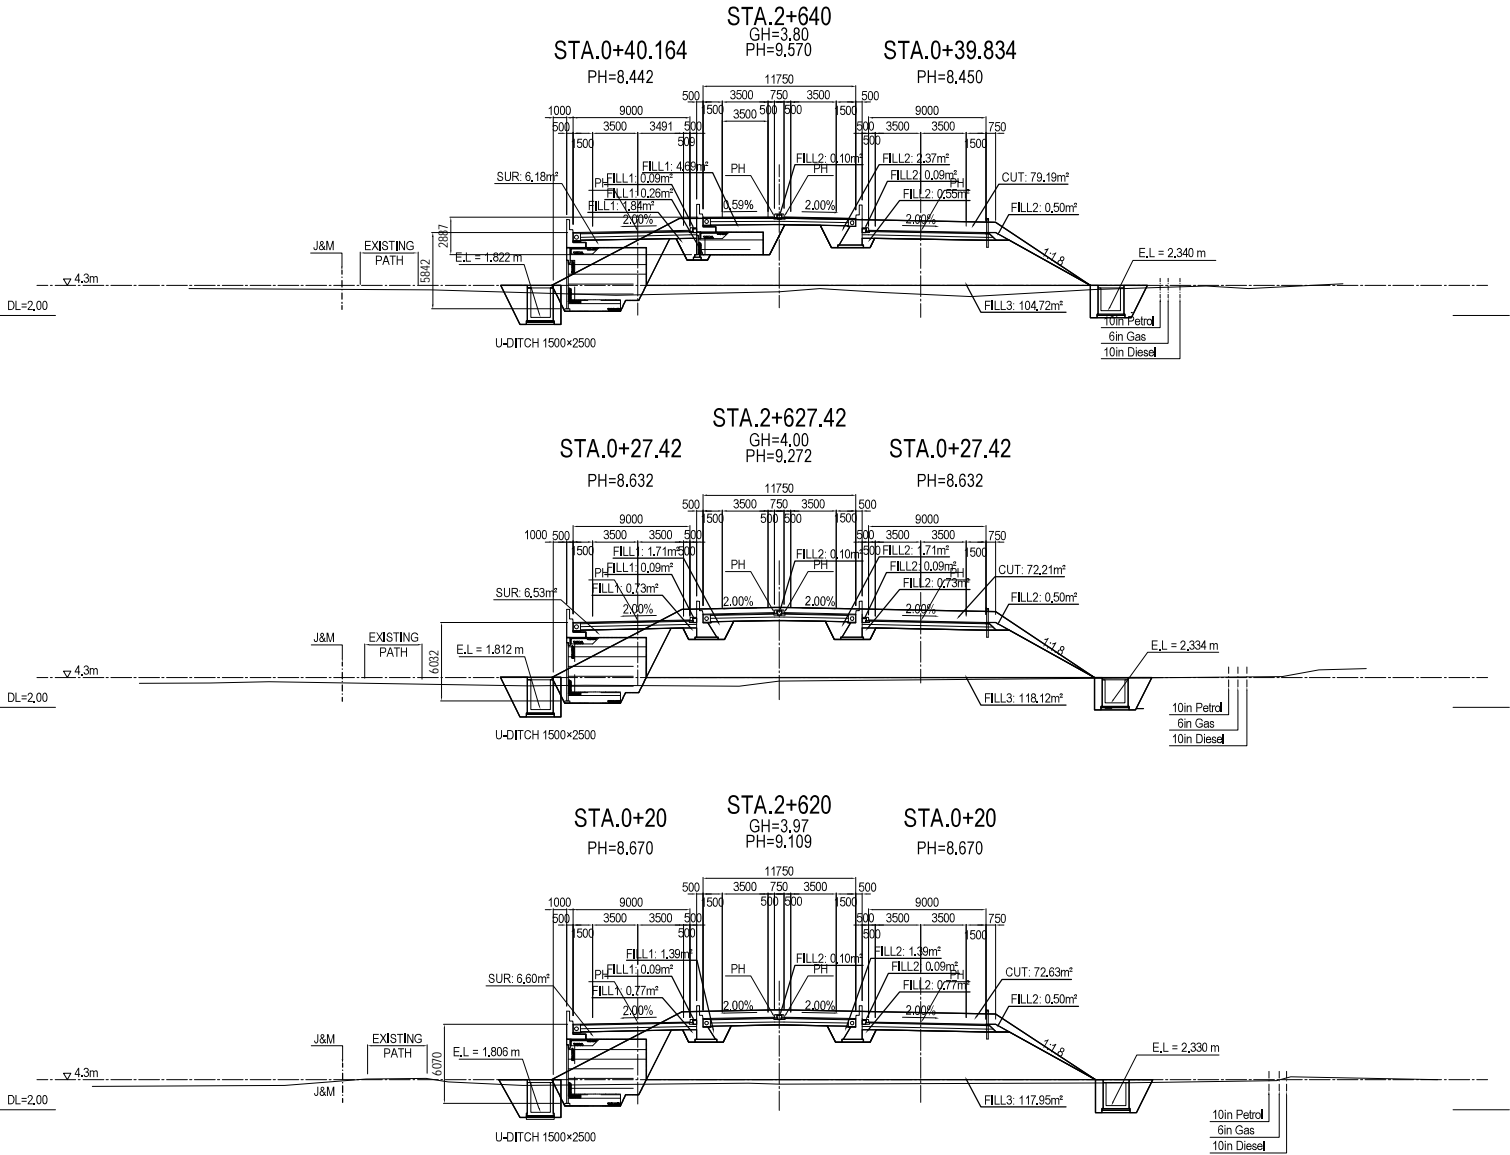 STA.2+640
GH=3.80
PH=9.570
STA.0+40.164
PH=8.442
STA.0+39.834
PH=8.450
11750
500 3500 750 3500 500
1000 9000 1500 3500 500 500 1500 9000
500 3500 3491 500 500 3500 3500 750
1500 509 500 1500
FILL1: 4.69m²
FILL2: 0.10m²
FILL2: 2.37m²
SUR: 6.18m²
PH
FILL1: 0.09m²
PH
PH
FILL2: 0.09m²
PH
CUT: 79.19m²
FILL1: 0.26m²
FILL2: 0.55m²
FILL1: 1.84m²
0.59%
2.00%
FILL2: 0.50m²
2.00%
2.00%
2887
5842
J&M
EXISTING
PATH
E.L = 1.822 m
1:1.8
E.L = 2.340 m
4.3m
DL=2.00
FILL3: 104.72m²
10in Petrol
6in Gas
10in Diesel
U-DITCH 1500×2500
STA.2+627.42
GH=4.00
PH=9.272
STA.0+27.42
PH=8.632
STA.0+27.42
PH=8.632
11750
500 3500 750 3500 500
9000 1500 500 500 1500 9000
1000 500 3500 3500 500 500 3500 3500 750
1500 500 500 1500
FILL1: 1.71m²
FILL2: 0.10m²
FILL2: 1.71m²
PH
FILL1: 0.09m²
PH
PH
FILL2: 0.09m²
PH
CUT: 72.21m²
SUR: 6.53m²
FILL1: 0.73m²
FILL2: 0.73m²
FILL2: 0.50m²
2.00%
2.00%
2.00%
2.00%
J&M
EXISTING
PATH
6032
E.L = 1.812 m
1:1.8
E.L = 2.334 m
4.3m
DL=2.00
FILL3: 118.12m²
10in Petrol
6in Gas
10in Diesel
U-DITCH 1500×2500
STA.2+620
GH=3.97
PH=9.109
STA.0+20
PH=8.670
STA.0+20
PH=8.670
11750
500 3500 750 3500 500
1000 9000 1500 500 500 1500 9000
500 3500 3500 500 500 3500 3500 750
1500 500 500 1500
FILL1: 1.39m²
FILL2: 0.10m²
FILL2: 1.39m²
SUR: 6.60m²
PH
FILL1: 0.09m²
PH
PH
FILL2: 0.09m²
PH
CUT: 72.63m²
FILL1: 0.77m²
FILL2: 0.77m²
FILL2: 0.50m²
2.00%
2.00%
2.00%
2.00%
J&M
EXISTING
PATH
6070
E.L = 1.806 m
1:1.8
E.L = 2.330 m
4.3m
J&M
DL=2.00
FILL3: 117.95m²
10in Petrol
6in Gas
10in Diesel
U-DITCH 1500×2500